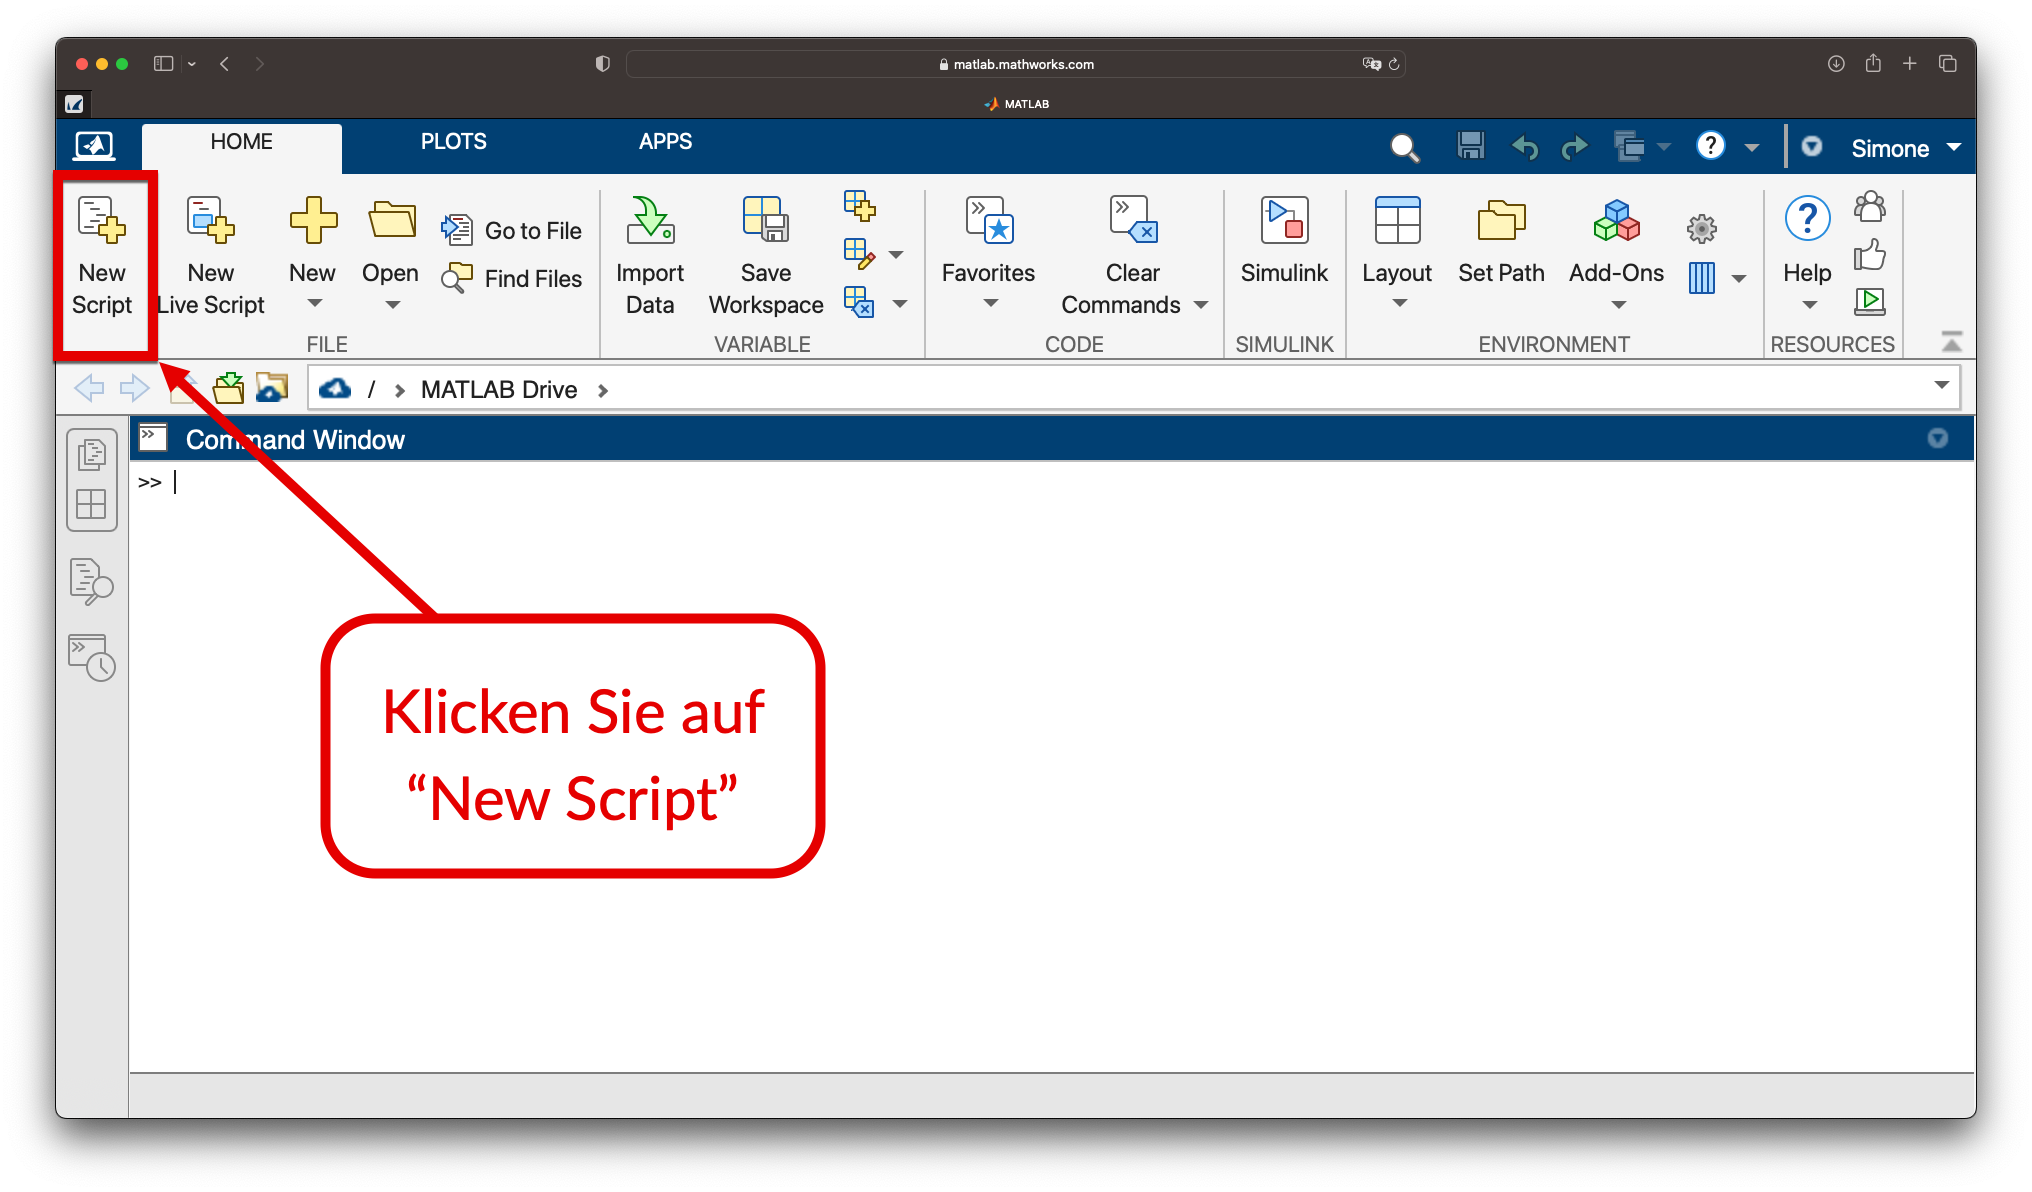 matlab.mathworks.com
MATLAB
HOME
PLOTS
APPS
?
Simone
New
Script
New
Live Script
New
Open
Go to File
Find Files
FILE
Import
Data
Save
Workspace
VARIABLE
Favorites
Clear
Commands
CODE
Simulink
SIMULINK
Layout
Set Path
Add-Ons
ENVIRONMENT
?
Help
RESOURCES
/ > MATLAB Drive >
Command Window
>>
Klicken Sie auf
“New Script”